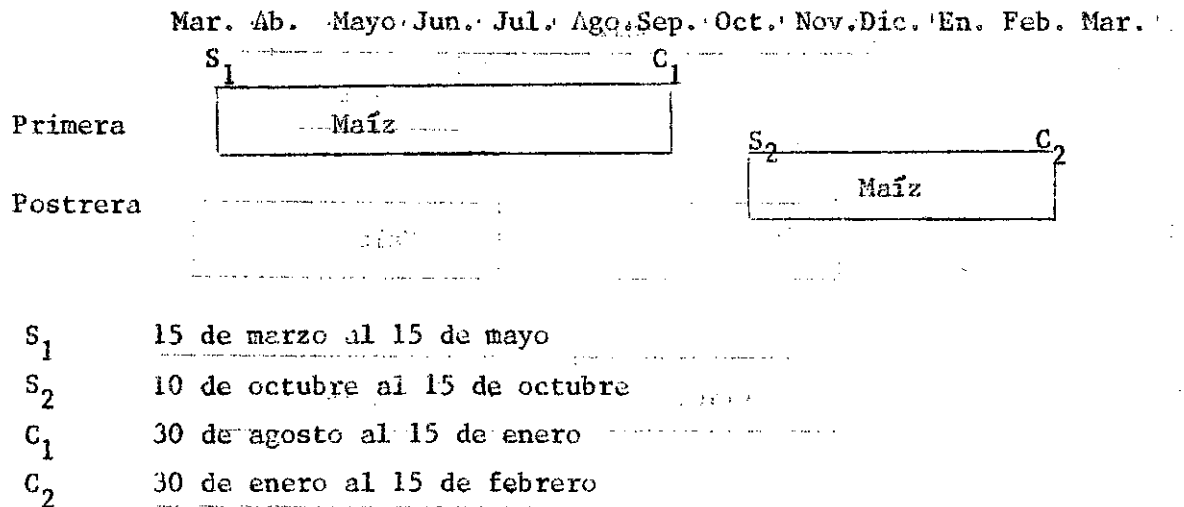 Mar. Ab. Mayo Jun. Jul. Ago. Sep. Oct. Nov. Dic. En. Feb. Mar.
S1 C1
Primera Maíz
S2 C2
Maíz
Postrera
S1 15 de marzo al 15 de mayo
S2 10 de octubre al 15 de octubre
C1 30 de agosto al 15 de enero
C2 30 de enero al 15 de febrero